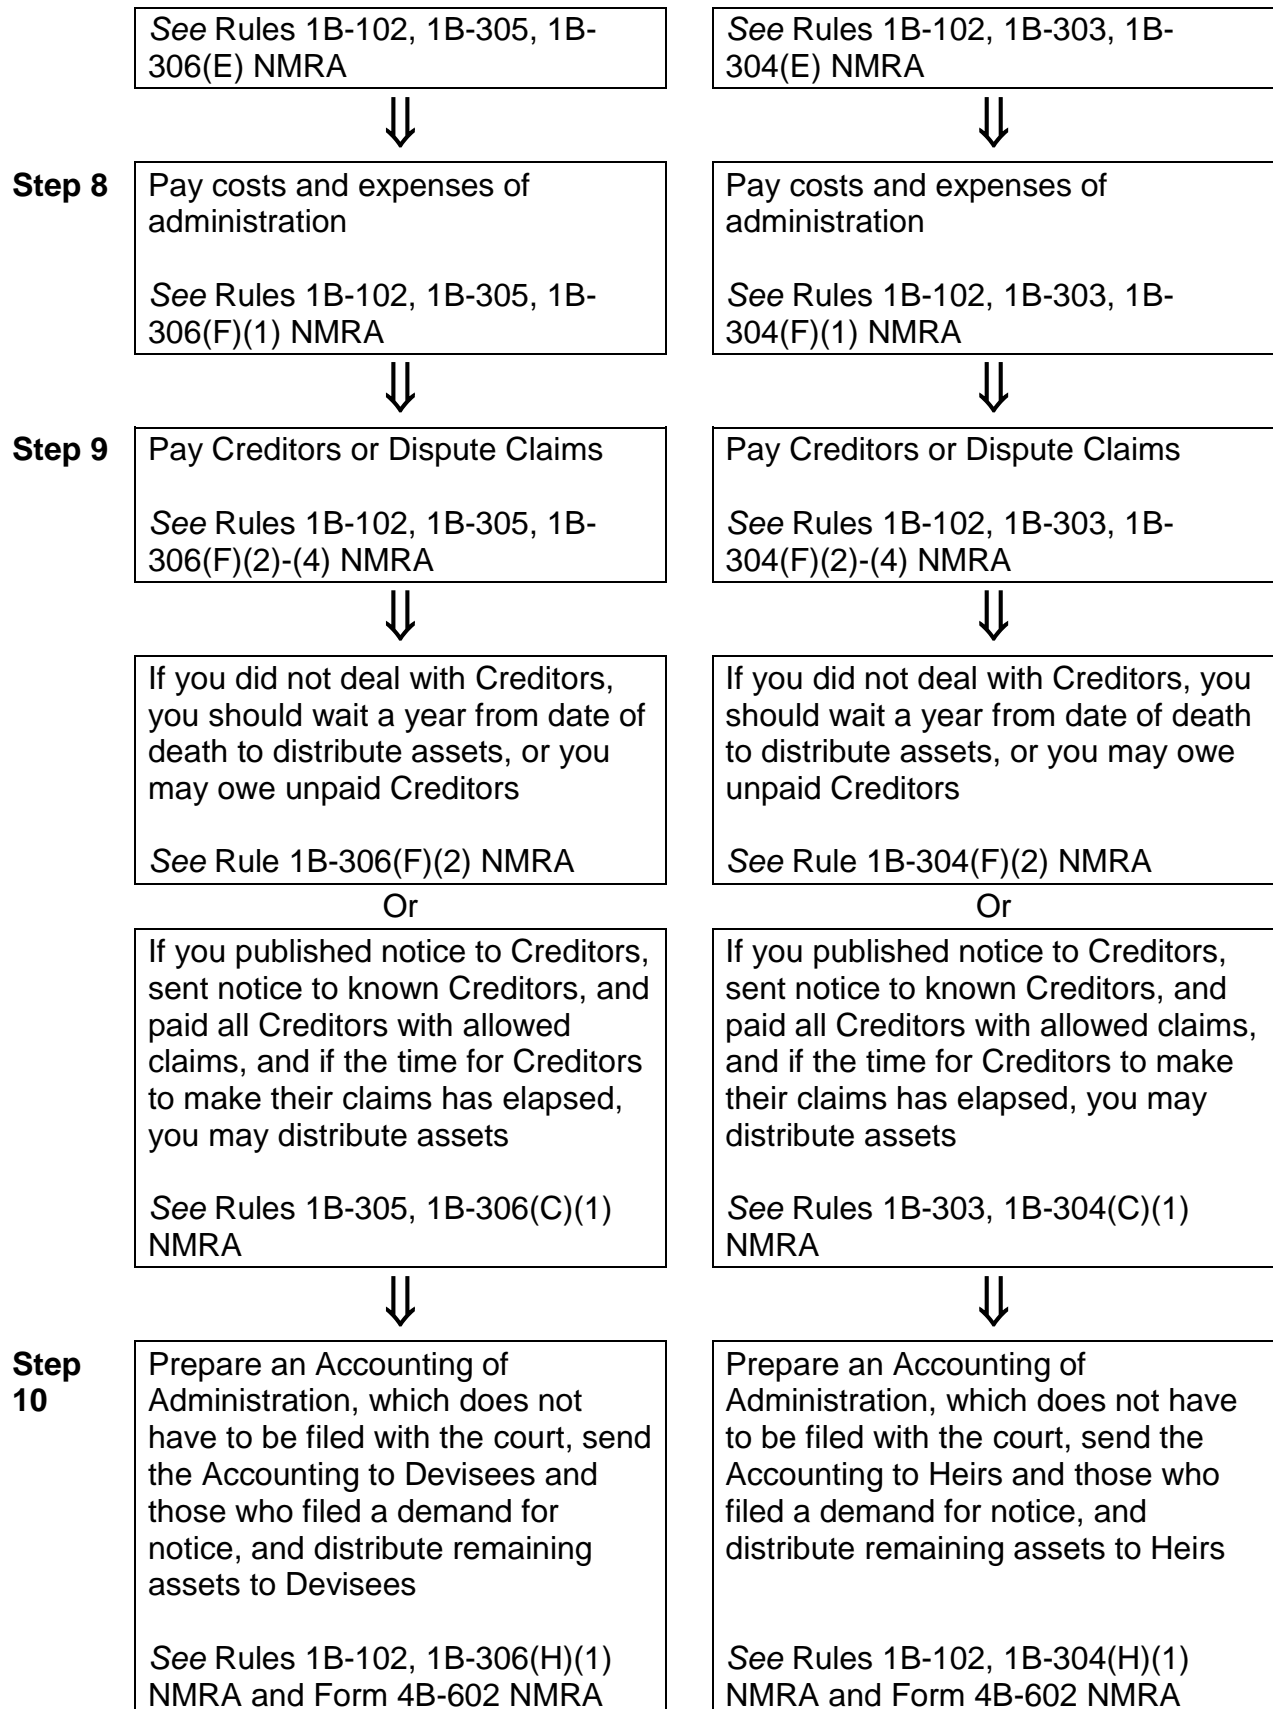 See Rules 1B-102, 1B-305, 1B-
306(E) NMRA
See Rules 1B-102, 1B-303, 1B-
304(E) NMRA
⇓
⇓
Step 8
Pay costs and expenses of
administration
See Rules 1B-102, 1B-305, 1B-
306(F)(1) NMRA
Pay costs and expenses of
administration
See Rules 1B-102, 1B-303, 1B-
304(F)(1) NMRA
⇓
⇓
Step 9
Pay Creditors or Dispute Claims
See Rules 1B-102, 1B-305, 1B-
306(F)(2)-(4) NMRA
Pay Creditors or Dispute Claims
See Rules 1B-102, 1B-303, 1B-
304(F)(2)-(4) NMRA
⇓
⇓
If you did not deal with Creditors,
you should wait a year from date of
death to distribute assets, or you
may owe unpaid Creditors
See Rule 1B-306(F)(2) NMRA
If you did not deal with Creditors, you
should wait a year from date of death
to distribute assets, or you may owe
unpaid Creditors
See Rule 1B-304(F)(2) NMRA
Or
Or
If you published notice to Creditors,
sent notice to known Creditors, and
paid all Creditors with allowed
claims, and if the time for Creditors
to make their claims has elapsed,
you may distribute assets
See Rules 1B-305, 1B-306(C)(1)
NMRA
If you published notice to Creditors,
sent notice to known Creditors, and
paid all Creditors with allowed claims,
and if the time for Creditors to make
their claims has elapsed, you may
distribute assets
See Rules 1B-303, 1B-304(C)(1)
NMRA
⇓
⇓
Step
10
Prepare an Accounting of
Administration, which does not
have to be filed with the court, send
the Accounting to Devisees and
those who filed a demand for
notice, and distribute remaining
assets to Devisees
See Rules 1B-102, 1B-306(H)(1)
NMRA and Form 4B-602 NMRA
Prepare an Accounting of
Administration, which does not have
to be filed with the court, send the
Accounting to Heirs and those who
filed a demand for notice, and
distribute remaining assets to Heirs
See Rules 1B-102, 1B-304(H)(1)
NMRA and Form 4B-602 NMRA